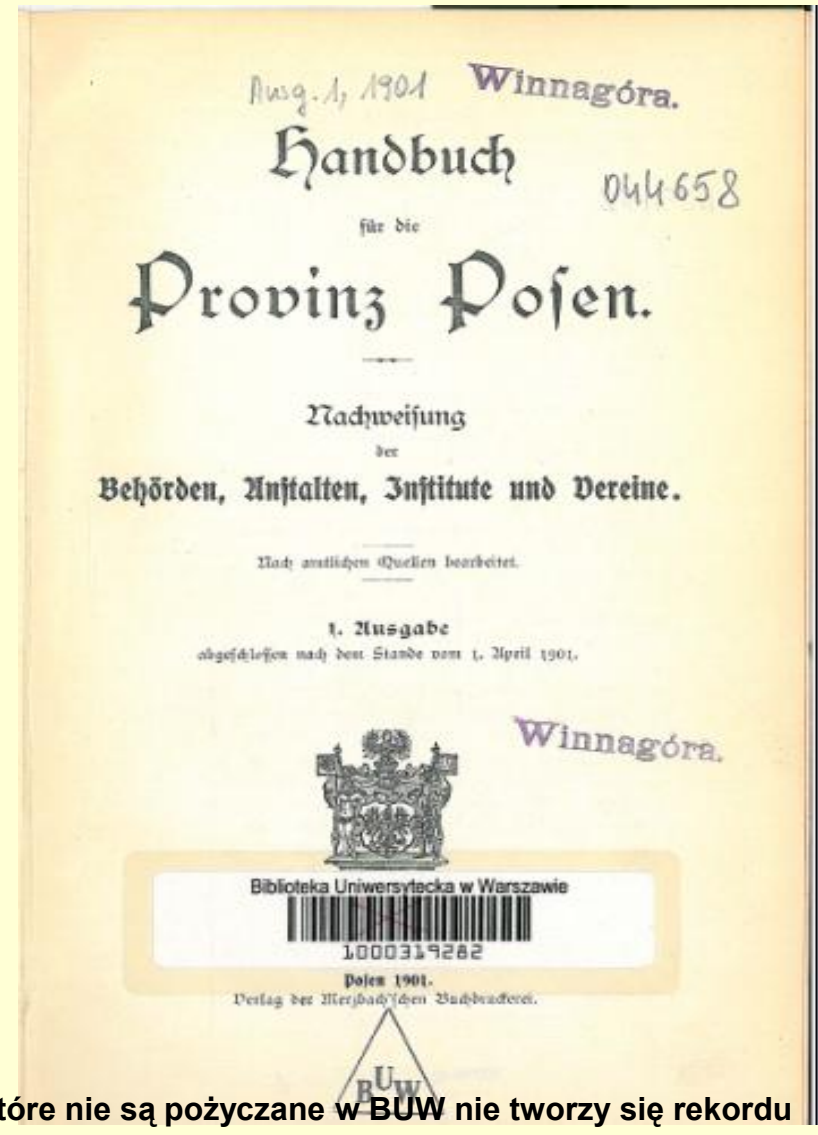 Ausg. 1, 1901
Winnagóra.
Handbuch
044658
für die
Provinz Posen.
Nachweisung
der
Behörden, Anstalten, Institute und Vereine.
Nach amtlichen Quellen bearbeitet.
1. Ausgabe
abgeschlossen nach dem Stande vom 1. April 1901.
Winnagóra.
Biblioteka Uniwersytecka w Warszawie
1000319282
Posen 1901.
Verlag der Merzbach'schen Buchdruckerei.
BUW
tóre nie są pożyczane w BUW nie tworzy się rekordu